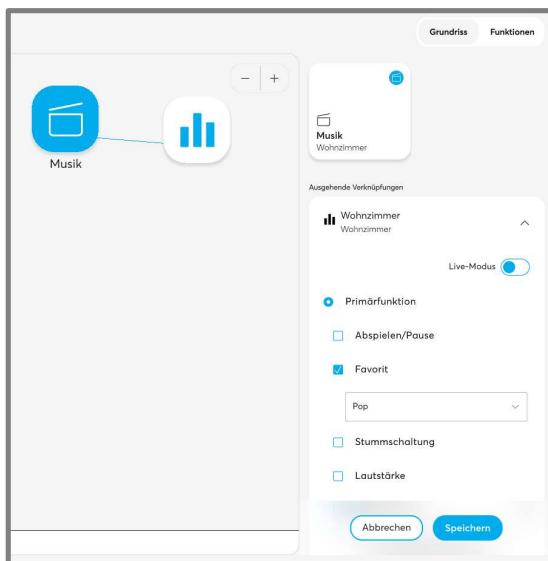 Grundriss
Funktionen
− +
Musik
Musik
Wohnzimmer
Ausgehende Verknüpfungen
Wohnzimmer
Wohnzimmer
Live-Modus
Primärfunktion
Abspielen/Pause
Favorit
Pop
Stummschaltung
Lautstärke
Abbrechen
Speichern